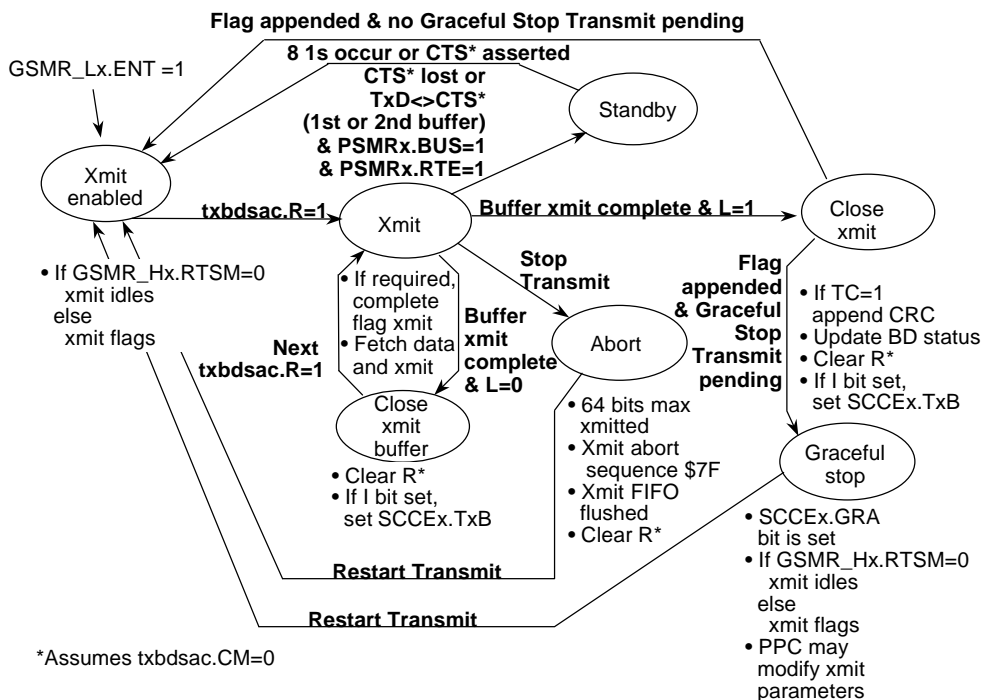 Flag appended & no Graceful Stop Transmit pending
8 1s occur or CTS* asserted
GSMR_Lx.ENT =1
CTS* lost or
TxD<>CTS*
(1st or 2nd buffer)
& PSMRx.BUS=1
& PSMRx.RTE=1
Standby
Xmit
enabled
txbdsac.R=1
Xmit
Buffer xmit complete & L=1
Close
xmit
• If GSMR_Hx.RTSM=0
xmit idles
else
xmit flags
Next
txbdsac.R=1
• If required,
complete
flag xmit
• Fetch data
and xmit
Buffer
xmit
complete
& L=0
Stop
Transmit
Abort
Flag
appended
& Graceful
Stop
Transmit
pending
• If TC=1
append CRC
• Update BD status
• Clear R*
• If I bit set,
set SCCEx.TxB
Close
xmit
buffer
• Clear R*
• If I bit set,
set SCCEx.TxB
• 64 bits max
xmitted
• Xmit abort
sequence $7F
• Xmit FIFO
flushed
• Clear R*
Graceful
stop
• SCCEx.GRA
bit is set
• If GSMR_Hx.RTSM=0
xmit idles
else
xmit flags
• PPC may
modify xmit
parameters
Restart Transmit
Restart Transmit
*Assumes txbdsac.CM=0